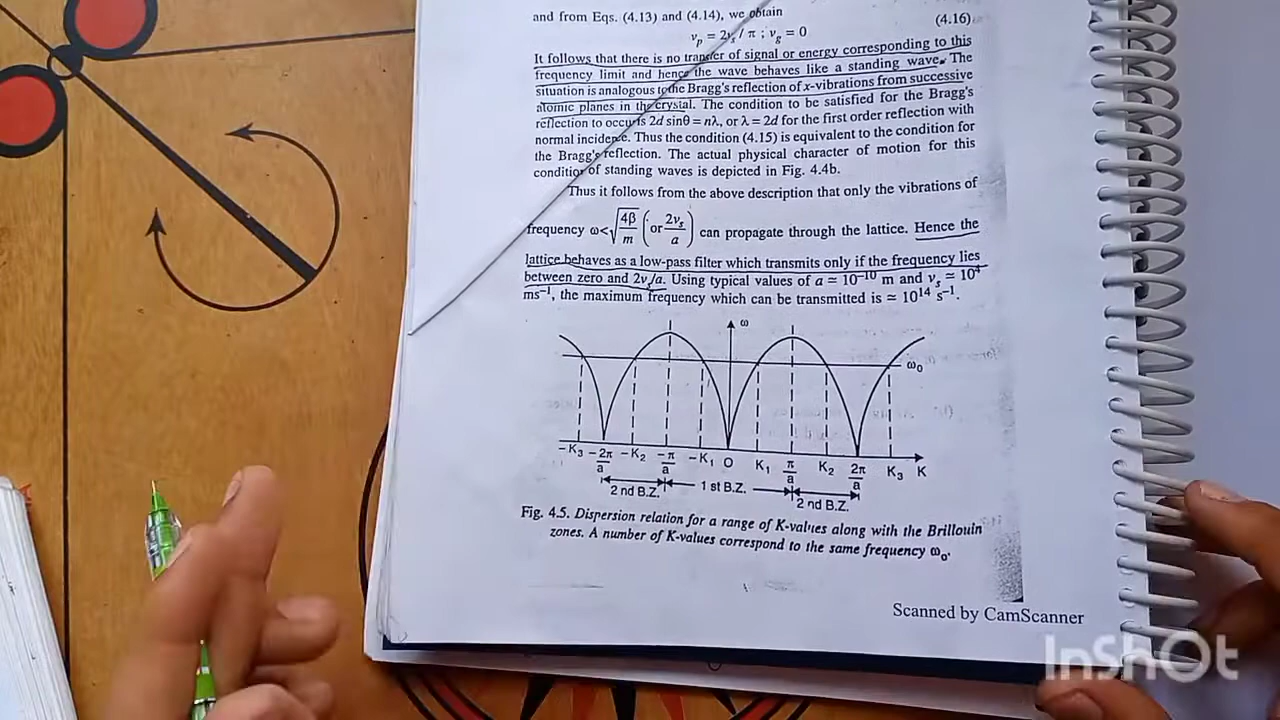 and from Eqs. (4.13) and (4.14), we obtain
vp = 2vs / π ; vg = 0 (4.16)
It follows that there is no transfer of signal or energy corresponding to this
frequency limit and hence the wave behaves like a standing wave. The
situation is analogous to the Bragg's reflection of x-vibrations from successive
atomic planes in the crystal. The condition to be satisfied for the Bragg's
reflection to occur is 2d sinθ = nλ, or λ = 2d for the first order reflection with
normal incidence. Thus the condition (4.15) is equivalent to the condition for
the Bragg's reflection. The actual physical character of motion for this
condition of standing waves is depicted in Fig. 4.4b.
Thus it follows from the above description that only the vibrations of
frequency ω<√(4β/m) (or 2vs/a) can propagate through the lattice. Hence the
lattice behaves as a low-pass filter which transmits only if the frequency lies
between zero and 2vs/a. Using typical values of a ≃ 10⁻¹⁰ m and vs ≃ 10⁴
ms⁻¹, the maximum frequency which can be transmitted is ≃ 10¹⁴ s⁻¹.
ω
ω₀
-K₃ -2π/a -K₂ -π/a -K₁ O K₁ π/a K₂ 2π/a K₃ K
2 nd B.Z. 1 st B.Z. 2 nd B.Z.
Fig. 4.5. Dispersion relation for a range of K-values along with the Brillouin
zones. A number of K-values correspond to the same frequency ω₀.
Scanned by CamScanner
InShOt